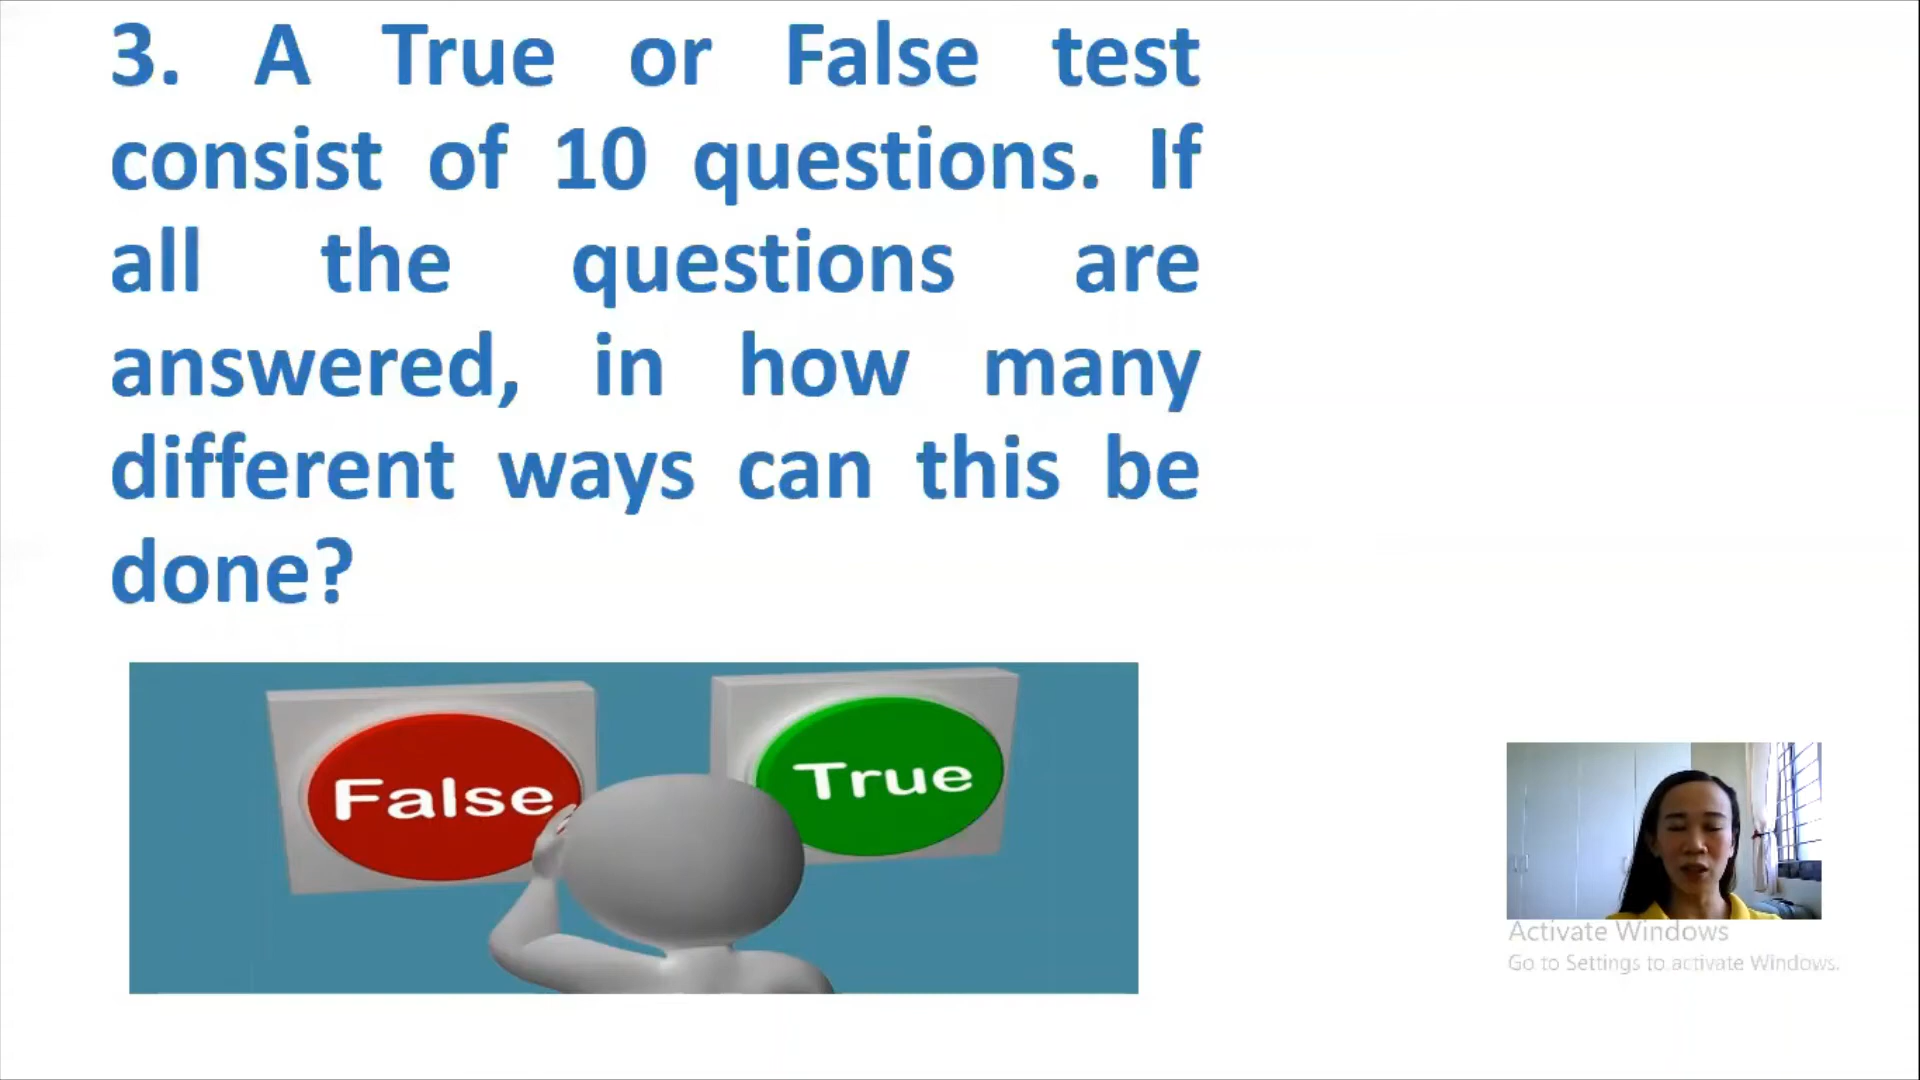 3. A True or False test
consist of 10 questions. If
all the questions are
answered, in how many
different ways can this be
done?
False
True
Activate Windows
Go to Settings to activate Windows.